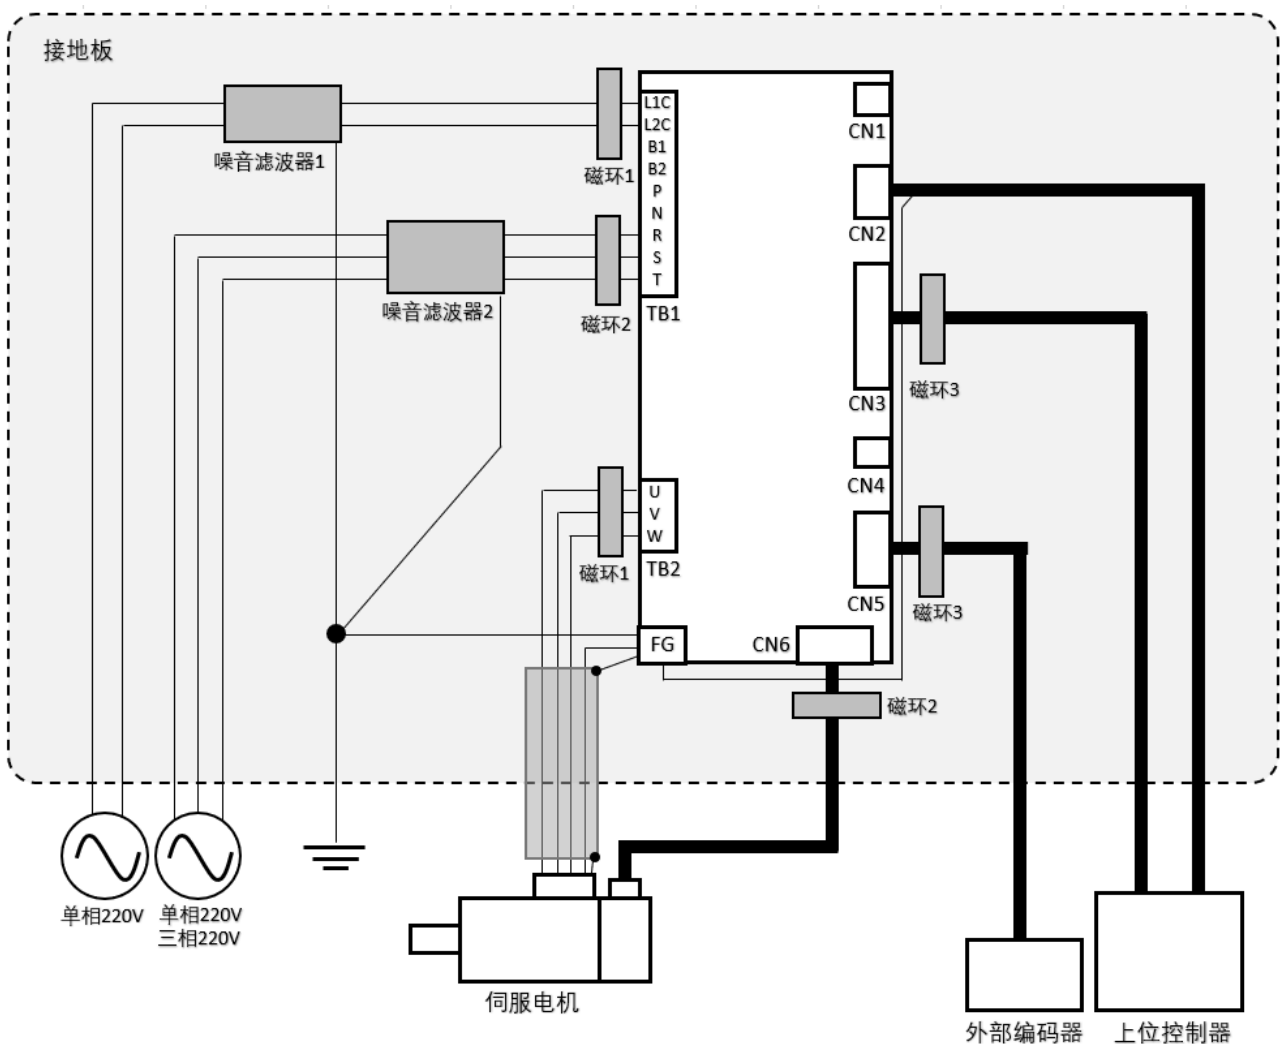 接地板
噪音滤波器1
磁环1
L1C
L2C
B1
B2
P
N
R
S
T
TB1
噪音滤波器2
磁环2
CN1
CN2
CN3
磁环3
CN4
CN5
磁环3
U
V
W
TB2
磁环1
FG
CN6
磁环2
单相220V
单相220V
三相220V
伺服电机
外部编码器
上位控制器